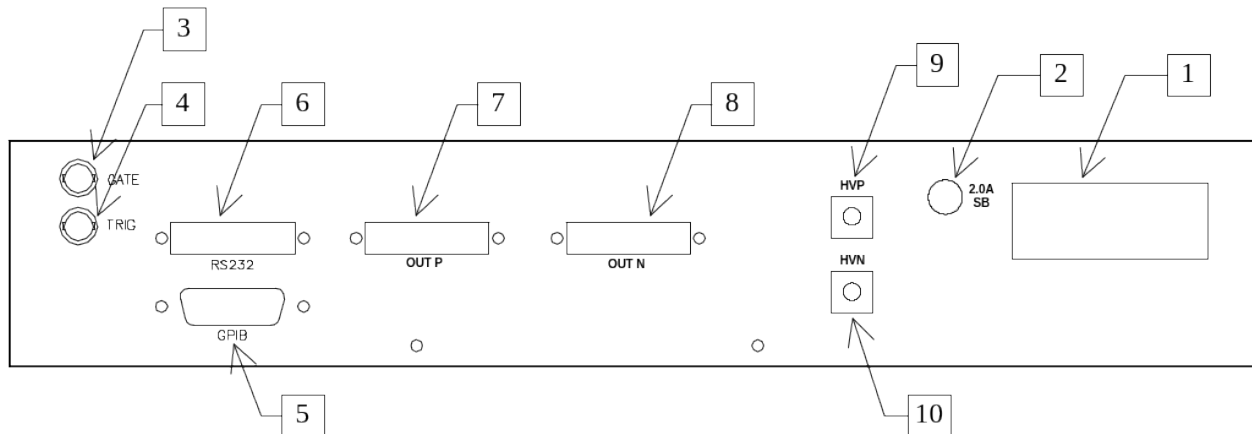 3
4
6
7
8
9
2
1
GATE
TRIG
RS232
OUT P
OUT N
HVP
2.0A
SB
HVN
GPIB
5
10